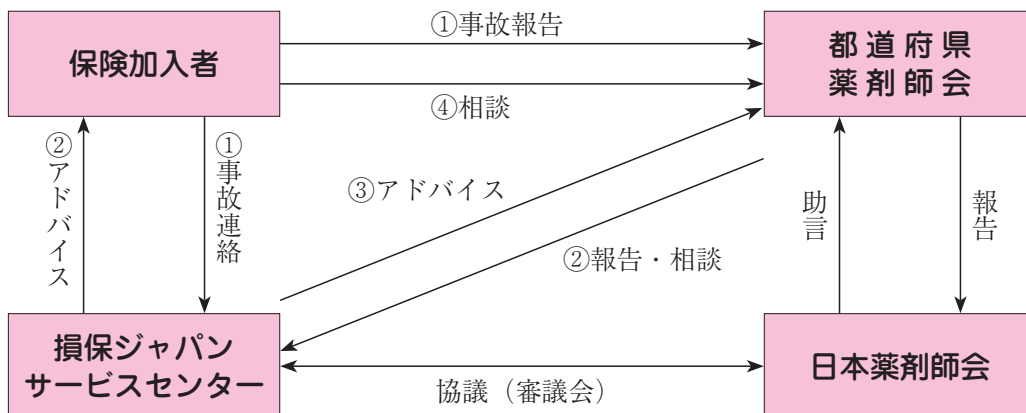 ①事故報告
保険加入者
都道府県
薬剤師会
④相談
②アドバイス
①事故連絡
③アドバイス
②報告・相談
助言
報告
損保ジャパン
サービスセンター
日本薬剤師会
協議（審議会）